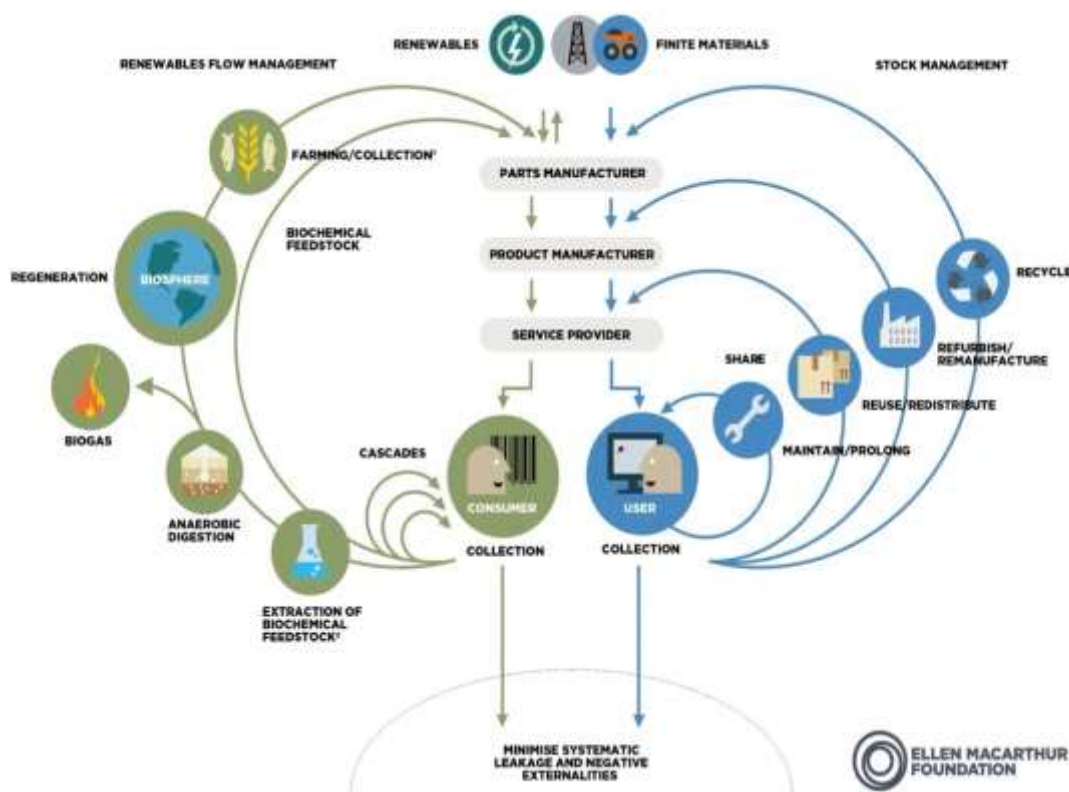 RENEWABLES
FINITE MATERIALS
RENEWABLES FLOW MANAGEMENT
STOCK MANAGEMENT
FARMING/COLLECTION¹
PARTS MANUFACTURER
BIOCHEMICAL
FEEDSTOCK
PRODUCT MANUFACTURER
REGENERATION
BIOSPHERE
RECYCLE
SERVICE PROVIDER
SHARE
REFURBISH/
REMANUFACTURE
REUSE/REDISTRIBUTE
BIOGAS
CASCADES
MAINTAIN/PROLONG
CONSUMER
USER
ANAEROBIC
DIGESTION
COLLECTION
COLLECTION
EXTRACTION OF
BIOCHEMICAL
FEEDSTOCK²
MINIMISE SYSTEMATIC
LEAKAGE AND NEGATIVE
EXTERNALITIES
ELLEN MACARTHUR
FOUNDATION